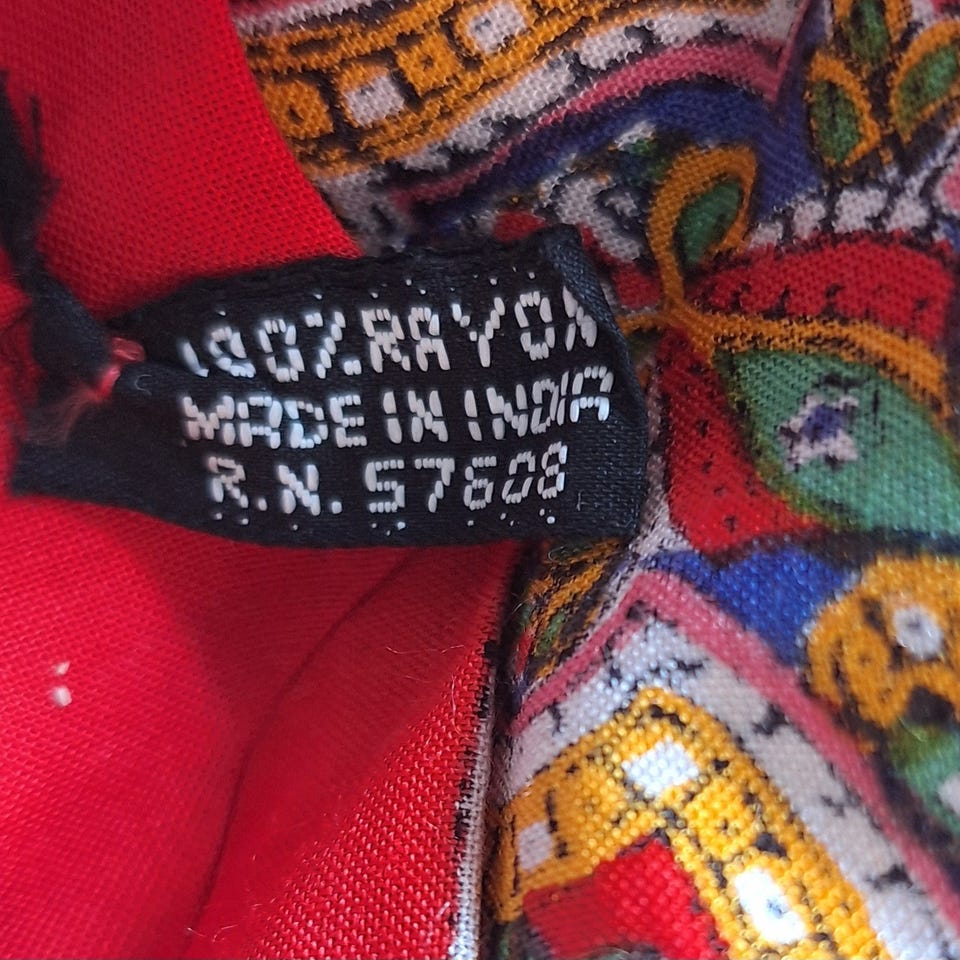 100% RAYON
MADE IN INDIA
R.N. 57608